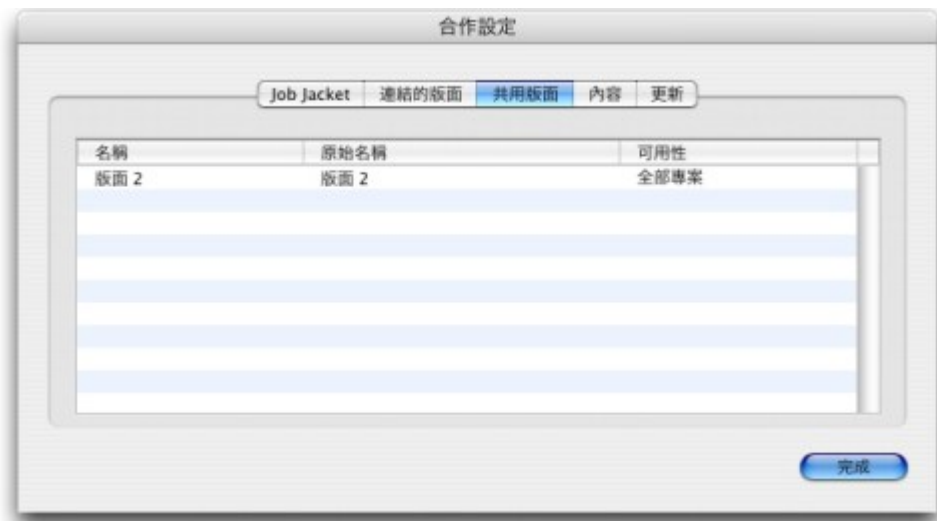 合作設定
Job Jacket 連結的版面 共用版面 內容 更新
名稱 原始名稱 可用性
版面 2 版面 2 全部專案
完成